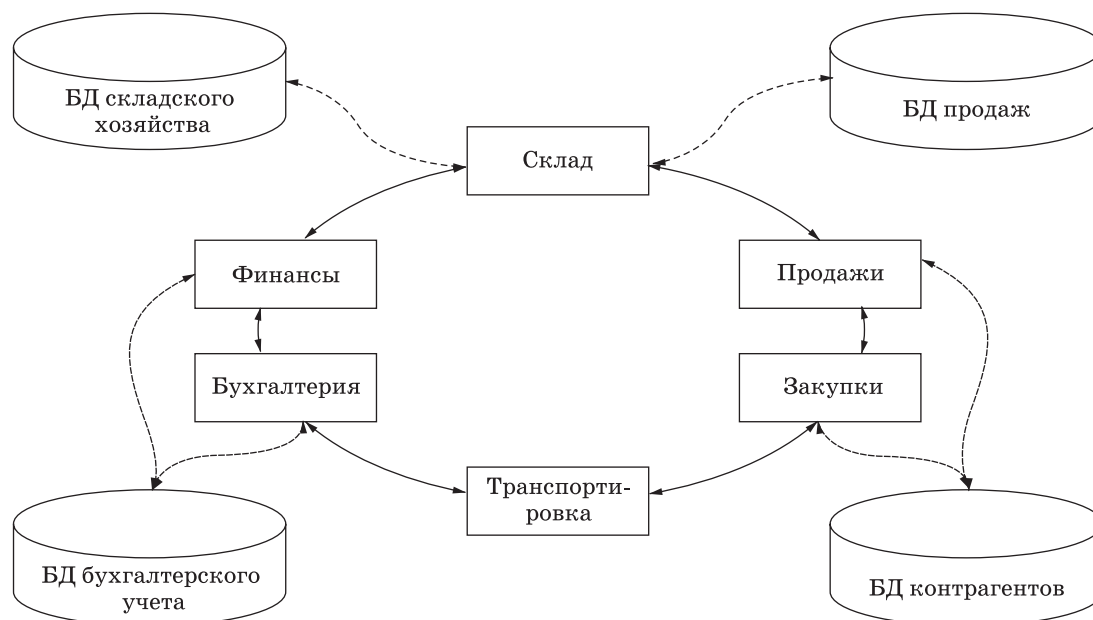 БД складского
хозяйства
БД продаж
Склад
Финансы
Продажи
Бухгалтерия
Закупки
Транспорти-
ровка
БД бухгалтерского
учета
БД контрагентов